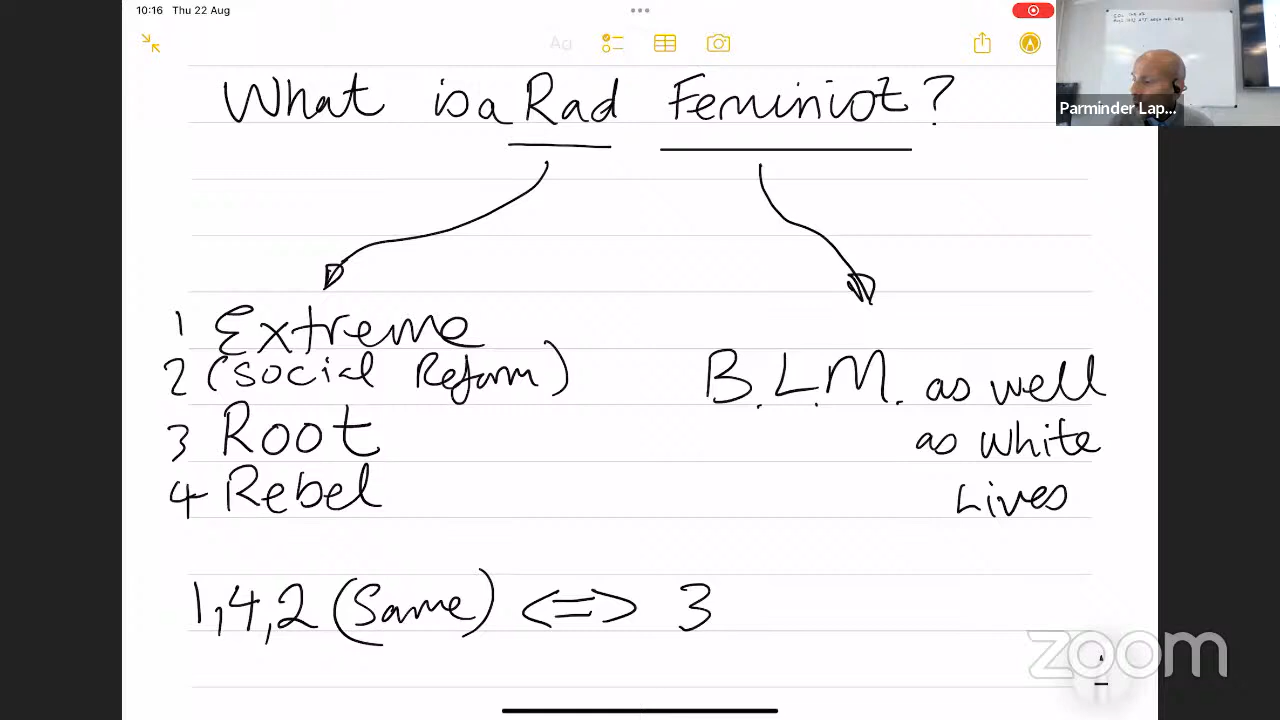 10:16 Thu 22 Aug
Aa
Parminder Lap...
What is a Rad Feminist?
1 Extreme
2 (Social Reform)
3 Root
4 Rebel
B.L.M. as well
as white
Lives
1,4,2 (Same) <=> 3
zoom